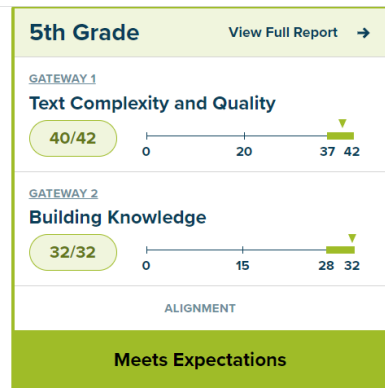 5th Grade View Full Report →
GATEWAY 1
Text Complexity and Quality
40/42
0 20 37 42
GATEWAY 2
Building Knowledge
32/32
0 15 28 32
ALIGNMENT
Meets Expectations